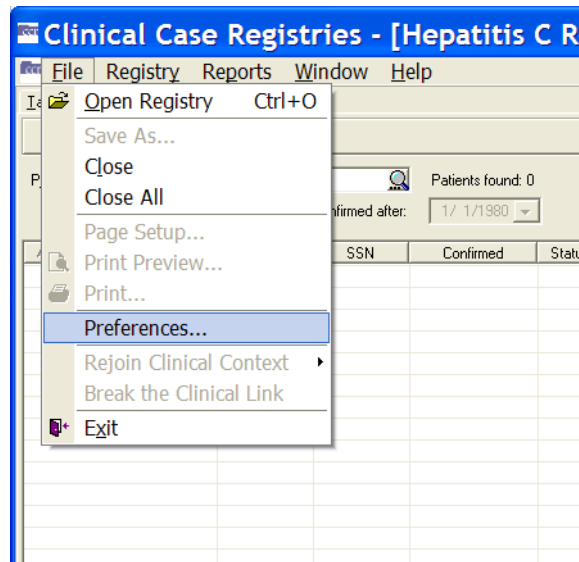 Clinical Case Registries - [Hepatitis C R
File Registry Reports Window Help
Open Registry Ctrl+O
Save As...
Close
Patients found: 0
Close All
nfirmed after: 1/ 1/1980
Page Setup...
SSN Confirmed Statu
Print Preview...
Print...
Preferences...
Rejoin Clinical Context
Break the Clinical Link
Exit